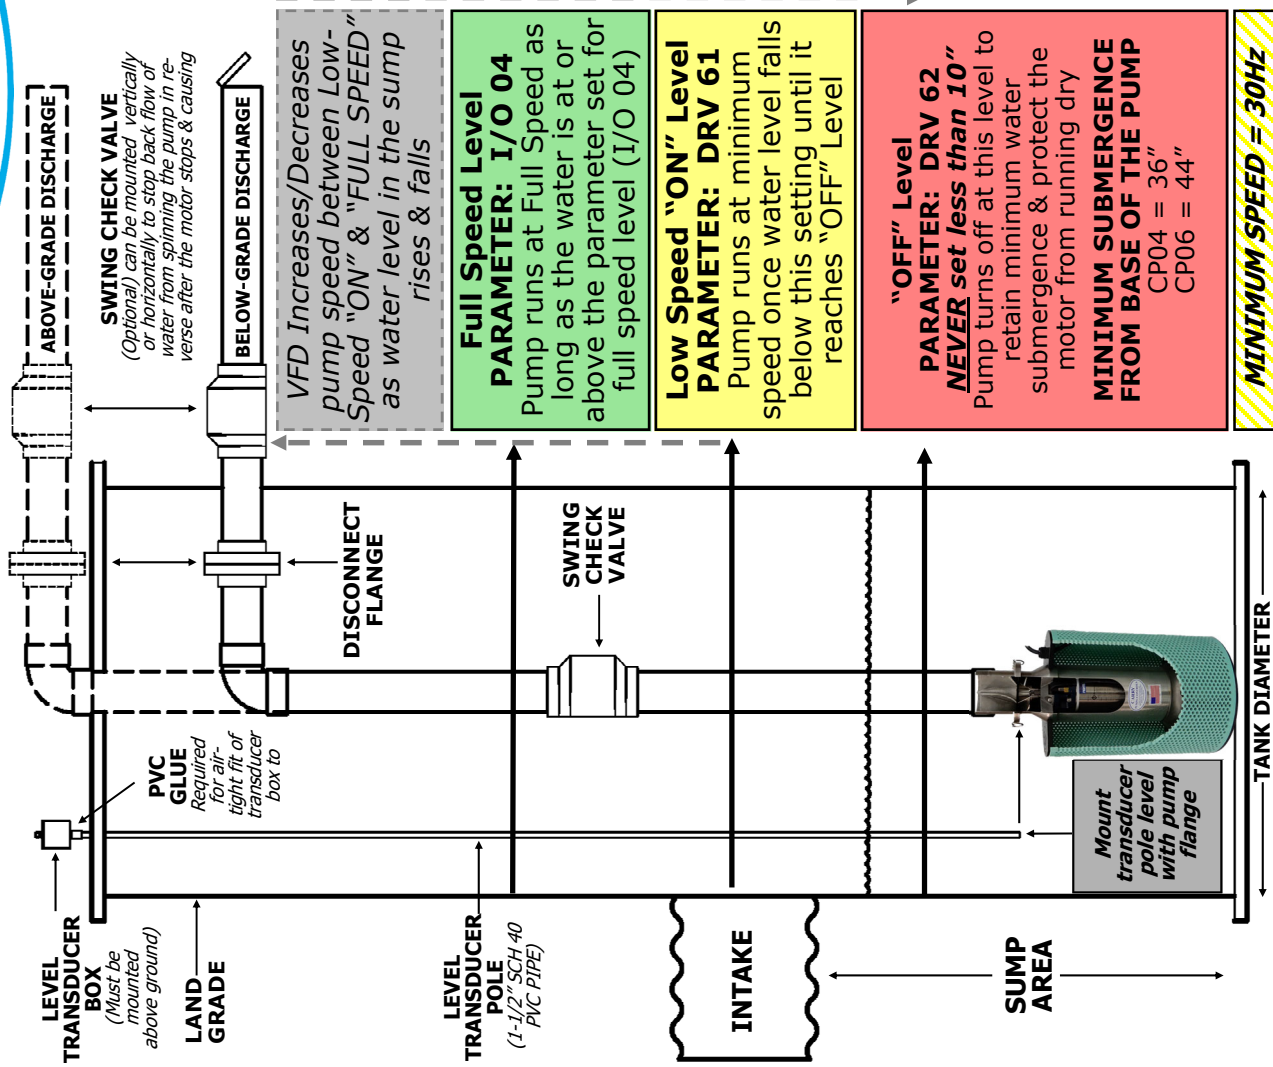 ABOVE-GRADE DISCHARGE
SWING CHECK VALVE
(Optional) can be mounted vertically
or horizontally to stop back flow of
water from spinning the pump in re-
verse after the motor stops & causing
BELOW-GRADE DISCHARGE
VFD Increases/Decreases
pump speed between Low-
Speed “ON” & “FULL SPEED”
as water level in the sump
rises & falls
Full Speed Level
PARAMETER: I/O 04
Pump runs at Full Speed as
long as the water is at or
above the parameter set for
full speed level (I/O 04)
Low Speed “ON” Level
PARAMETER: DRV 61
Pump runs at minimum
speed once water level falls
below this setting until it
reaches “OFF” Level
“OFF” Level
PARAMETER: DRV 62
NEVER set less than 10”
Pump turns off at this level to
retain minimum water
submergence & protect the
motor from running dry
MINIMUM SUBMERGENCE
FROM BASE OF THE PUMP
CP04 = 36”
CP06 = 44”
MINIMUM SPEED = 30Hz
DISCONNECT
FLANGE
SWING
CHECK
VALVE
PVC
GLUE
Required
for air-
tight fit of
transducer
box to
Mount
transducer
pole level
with pump
flange
TANK DIAMETER
LEVEL
TRANSDUCER
BOX
(Must be
mounted
above ground)
LAND
GRADE
LEVEL
TRANSDUCER
POLE
(1-1/2” SCH 40
PVC PIPE)
INTAKE
SUMP
AREA